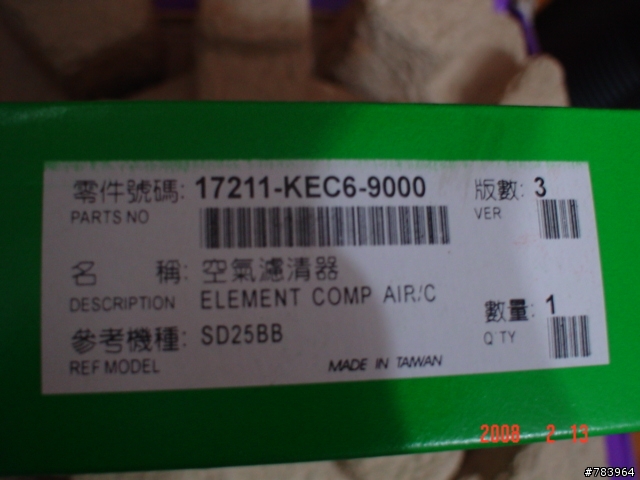 零件號碼: 17211-KEC6-9000 版數: 3
PARTS NO VER
名 稱: 空氣濾清器
DESCRIPTION ELEMENT COMP AIR/C 數量: 1
參考機種: SD25BB Q'TY
REF MODEL MADE IN TAIWAN
2008 2 13
#783964